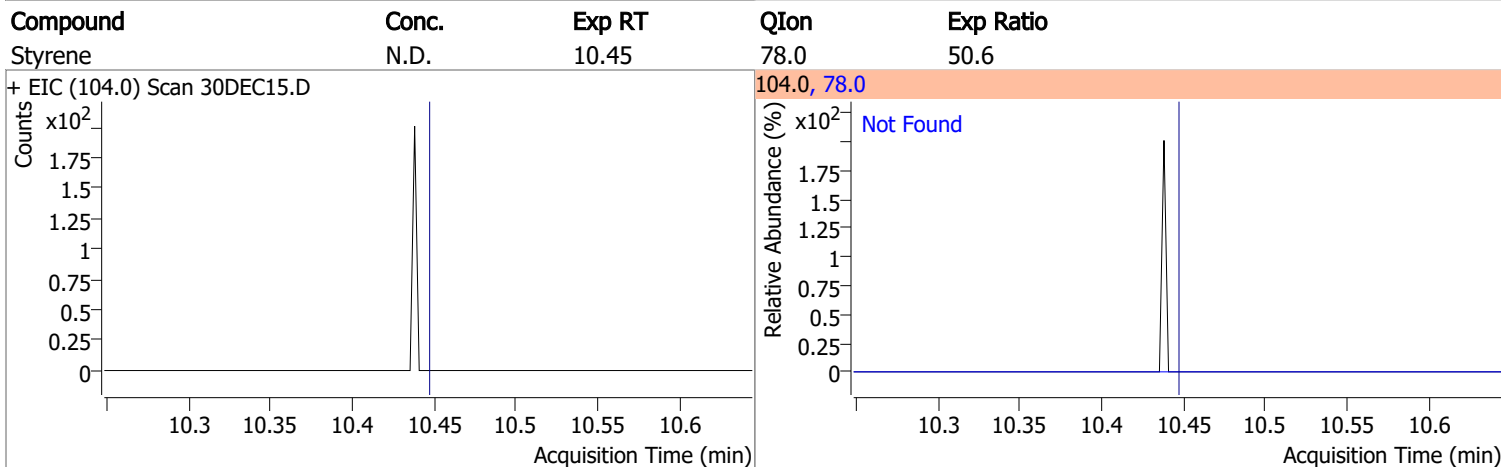 Compound Conc. Exp RT QIon Exp Ratio
Styrene N.D. 10.45 78.0 50.6
+ EIC (104.0) Scan 30DEC15.D
Counts
x10²
1.75
1.5
1.25
1
0.75
0.5
0.25
0
10.3 10.35 10.4 10.45 10.5 10.55 10.6
Acquisition Time (min)
104.0, 78.0
Relative Abundance (%)
x10²
Not Found
1.75
1.5
1.25
1
0.75
0.5
0.25
0
10.3 10.35 10.4 10.45 10.5 10.55 10.6
Acquisition Time (min)